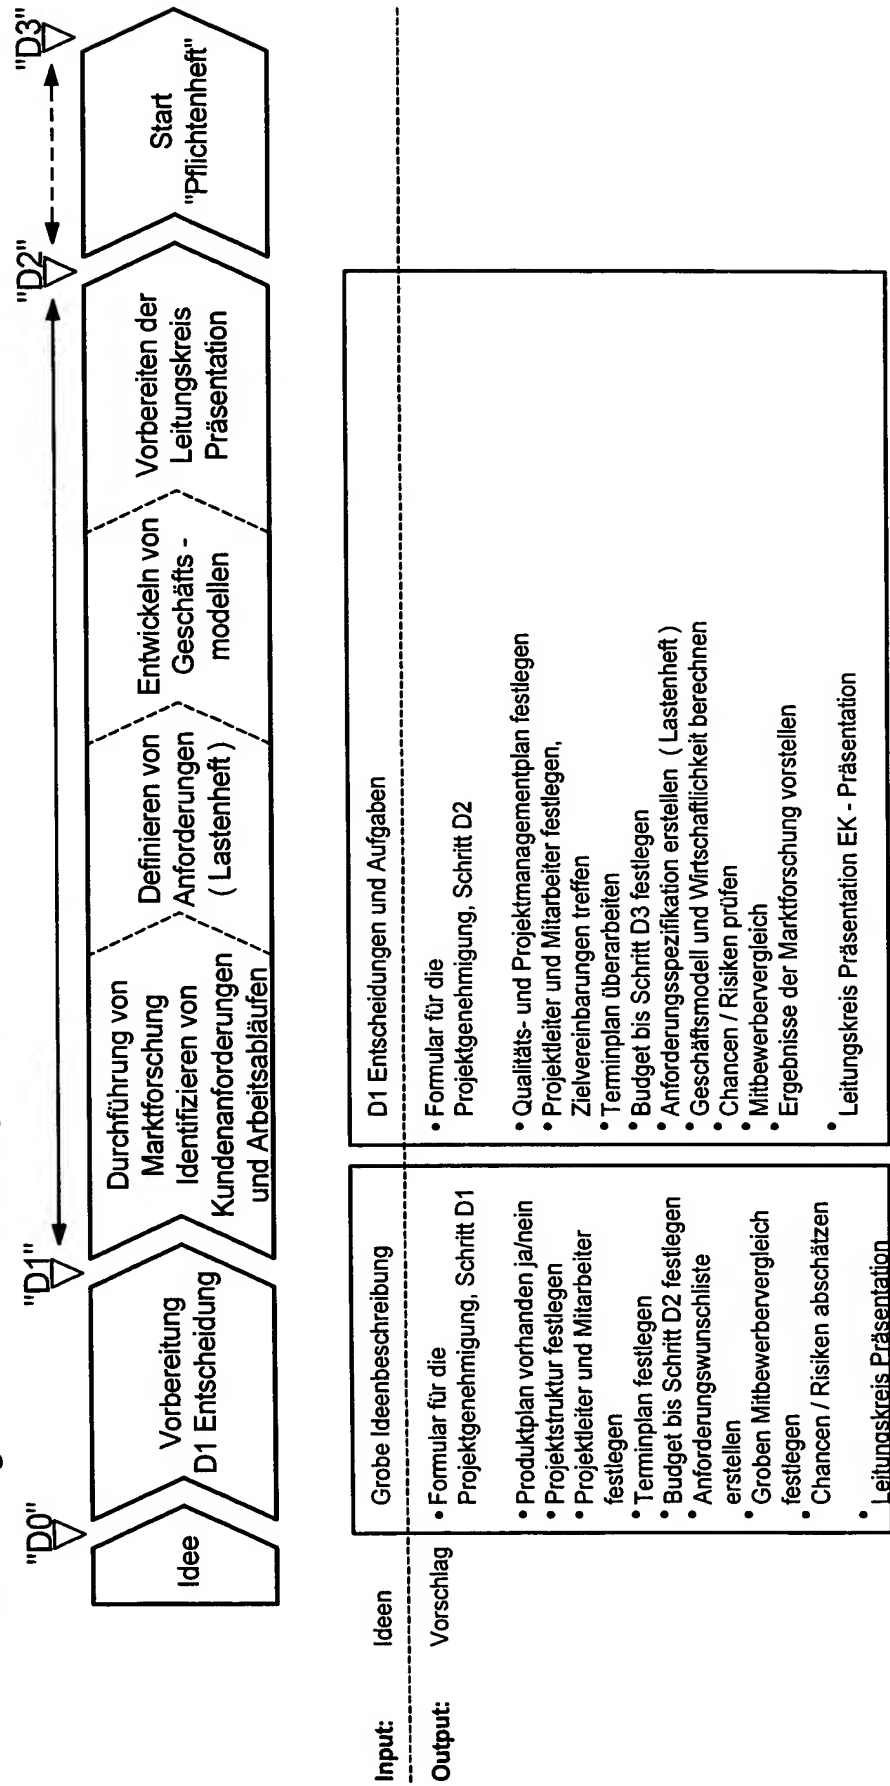 "D0"
"D1"
"D2"
"D3"
Idee
Vorbereitung
D1 Entscheidung
Durchführung von
Marktforschung
Identifizieren von
Kundenanforderungen
und Arbeitsabläufen
Definieren von
Anforderungen
( Lastenheft )
Entwickeln von
Geschäfts -
modellen
Vorbereiten der
Leitungskreis
Präsentation
Start
"Pflichtenheft"
Input:
Ideen
Grobe Ideenbeschreibung
D1 Entscheidungen und Aufgaben
Output:
Vorschlag
• Formular für die
Projektgenehmigung, Schritt D1
• Produktplan vorhanden ja/nein
• Projektstruktur festlegen
• Projektleiter und Mitarbeiter
festlegen
• Terminplan festlegen
• Budget bis Schritt D2 festlegen
• Anforderungswunschliste
erstellen
• Groben Mitbewerbervergleich
festlegen
• Chancen / Risiken abschätzen
• Leitungskreis Präsentation
• Formular für die
Projektgenehmigung, Schritt D2
• Qualitäts- und Projektmanagementplan festlegen
• Projektleiter und Mitarbeiter festlegen,
Zielvereinbarungen treffen
• Terminplan überarbeiten
• Budget bis Schritt D3 festlegen
• Anforderungsspezifikation erstellen ( Lastenheft )
• Geschäftsmodell und Wirtschaftlichkeit berechnen
• Chancen / Risiken prüfen
• Mitbewerbervergleich
• Ergebnisse der Marktforschung vorstellen
• Leitungskreis Präsentation EK - Präsentation